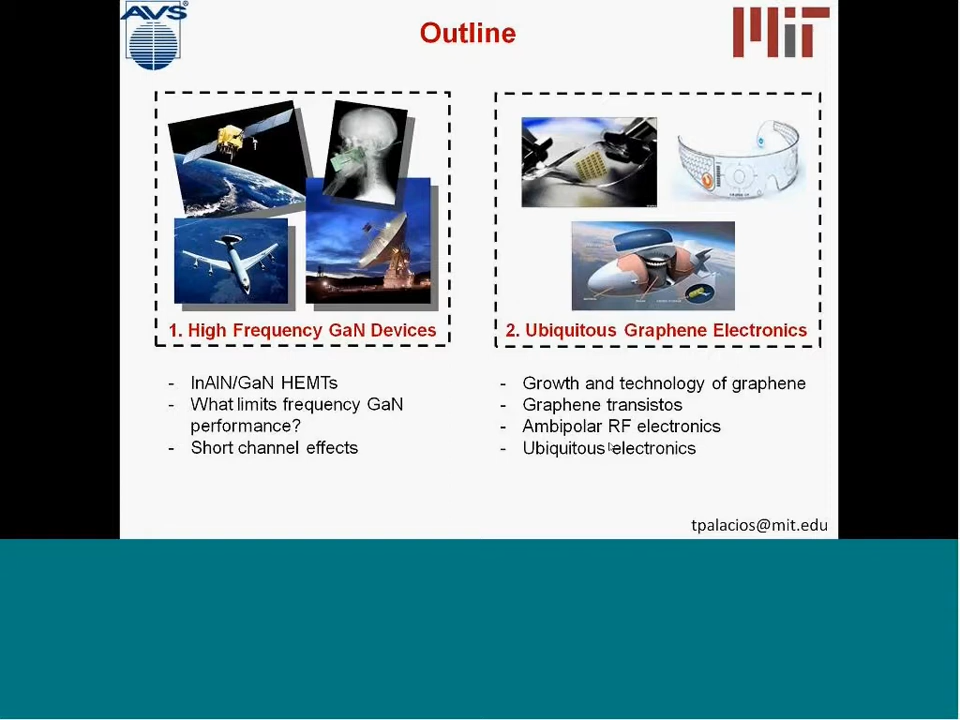 AVS
Outline
MIT
1. High Frequency GaN Devices
2. Ubiquitous Graphene Electronics
- InAlN/GaN HEMTs
- What limits frequency GaN
performance?
- Short channel effects
- Growth and technology of graphene
- Graphene transistos
- Ambipolar RF electronics
- Ubiquitous electronics
tpalacios@mit.edu